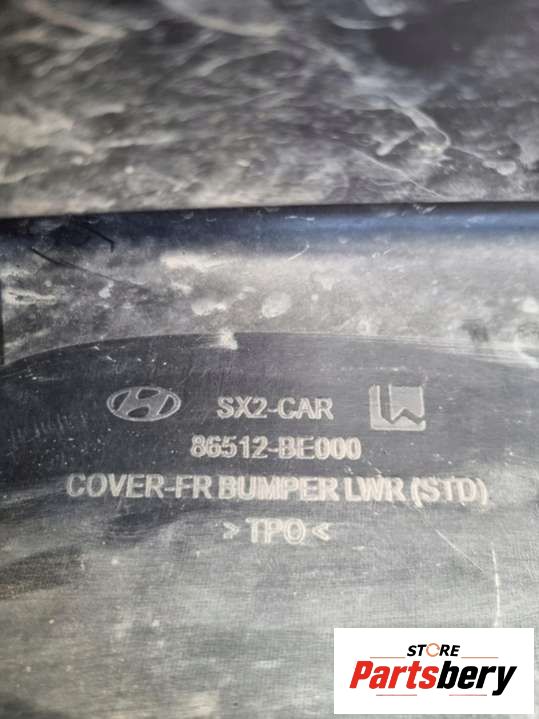 SX2-CAR
86512-BE000
COVER-FR BUMPER LWR (STD)
> TPO <
STORE
Partsbery